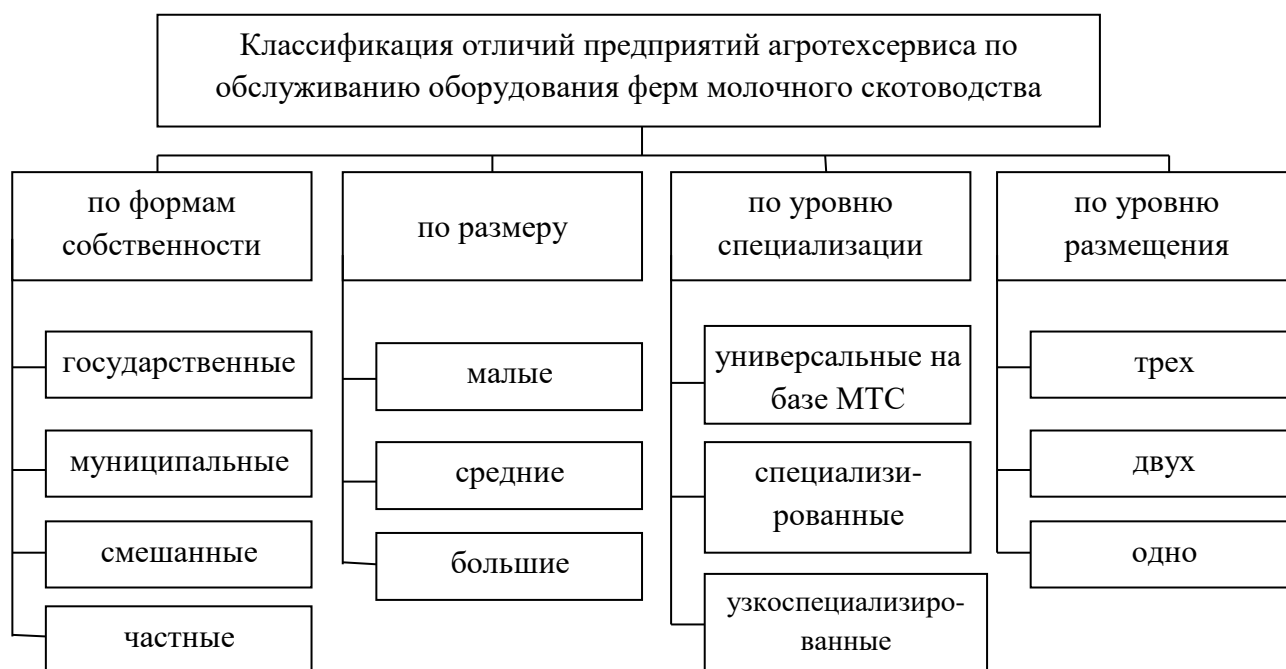 Классификация отличий предприятий агротехсервиса по
обслуживанию оборудования ферм молочного скотоводства
по формам
собственности
государственные
муниципальные
смешанные
частные
по размеру
малые
средние
большие
по уровню
специализации
универсальные на
базе МТС
специализи-
рованные
узкоспециализиро-
ванные
по уровню
размещения
трех
двух
одно